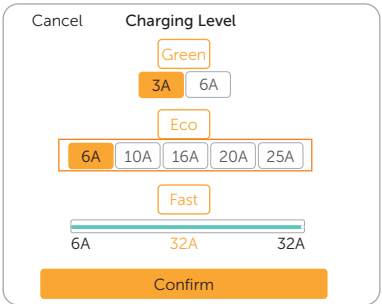 Cancel Charging Level
Green
3A 6A
Eco
6A 10A 16A 20A 25A
Fast
6A 32A 32A
Confirm